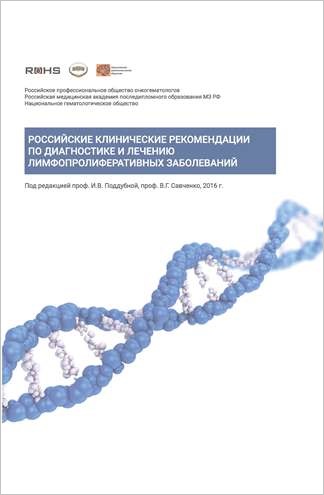 ROHS
Российское профессиональное общество онкогематологов
Российская медицинская академия последипломного образования МЗ РФ
Национальное гематологическое общество
РОССИЙСКИЕ КЛИНИЧЕСКИЕ РЕКОМЕНДАЦИИ
ПО ДИАГНОСТИКЕ И ЛЕЧЕНИЮ
ЛИМФОПРОЛИФЕРАТИВНЫХ ЗАБОЛЕВАНИЙ
Под редакцией проф. И.В. Поддубной, проф. В.Г. Савченко, 2016 г.